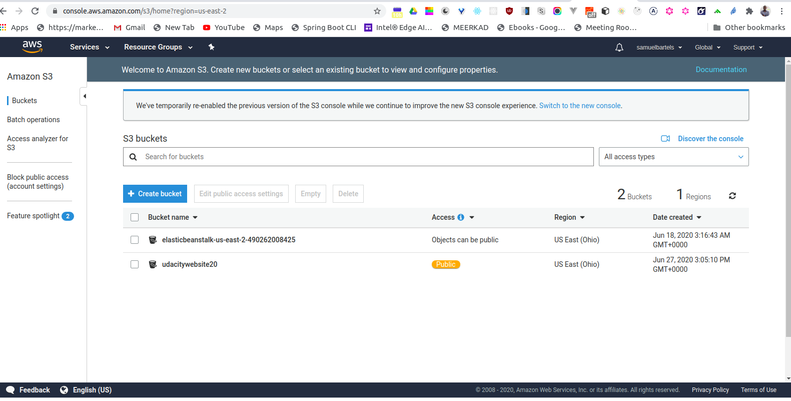 console.aws.amazon.com/s3/home?region=us-east-2
Apps https://marke... Gmail New Tab YouTube Maps Spring Boot CLI Intel® Edge AI... MEERKAD Ebooks - Goog... Meeting Roo... Other bookmarks
aws Services Resource Groups samuelbartels Global Support
Amazon S3
Buckets
Batch operations
Access analyzer for
S3
Block public access
(account settings)
Feature spotlight 2
Welcome to Amazon S3. Create new buckets or select an existing bucket to view and configure properties. Documentation
We've temporarily re-enabled the previous version of the S3 console while we continue to improve the new S3 console experience. Switch to the new console.
S3 buckets Discover the console
Search for buckets All access types
+ Create bucket Edit public access settings Empty Delete 2 Buckets 1 Regions
Bucket name Access Region Date created
elasticbeanstalk-us-east-2-490262008425 Objects can be public US East (Ohio) Jun 18, 2020 3:16:43 AM
GMT+0000
udacitywebsite20 Public US East (Ohio) Jun 27, 2020 3:05:10 PM
GMT+0000
Feedback English (US) © 2008 - 2020, Amazon Web Services, Inc. or its affiliates. All rights reserved. Privacy Policy Terms of Use